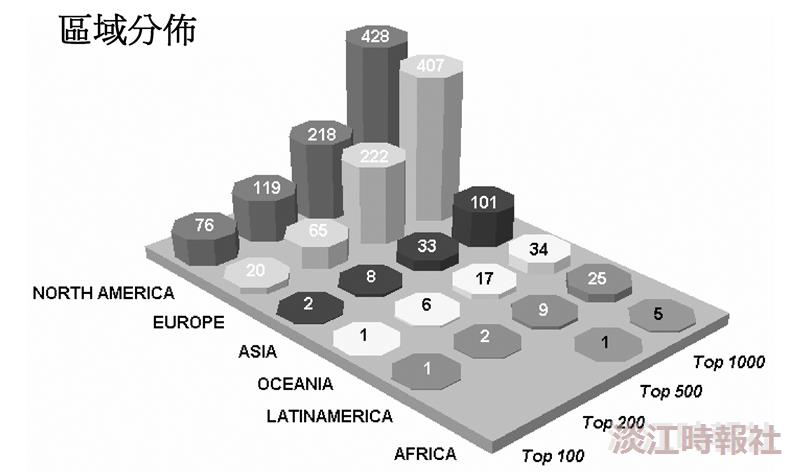 區域分佈
428
407
218
222
119
101
76
65
33
34
20
8
17
25
2
6
9
5
1
2
1
1
NORTH AMERICA
EUROPE
ASIA
OCEANIA
LATINAMERICA
AFRICA
Top 1000
Top 500
Top 200
Top 100
淡江時報社